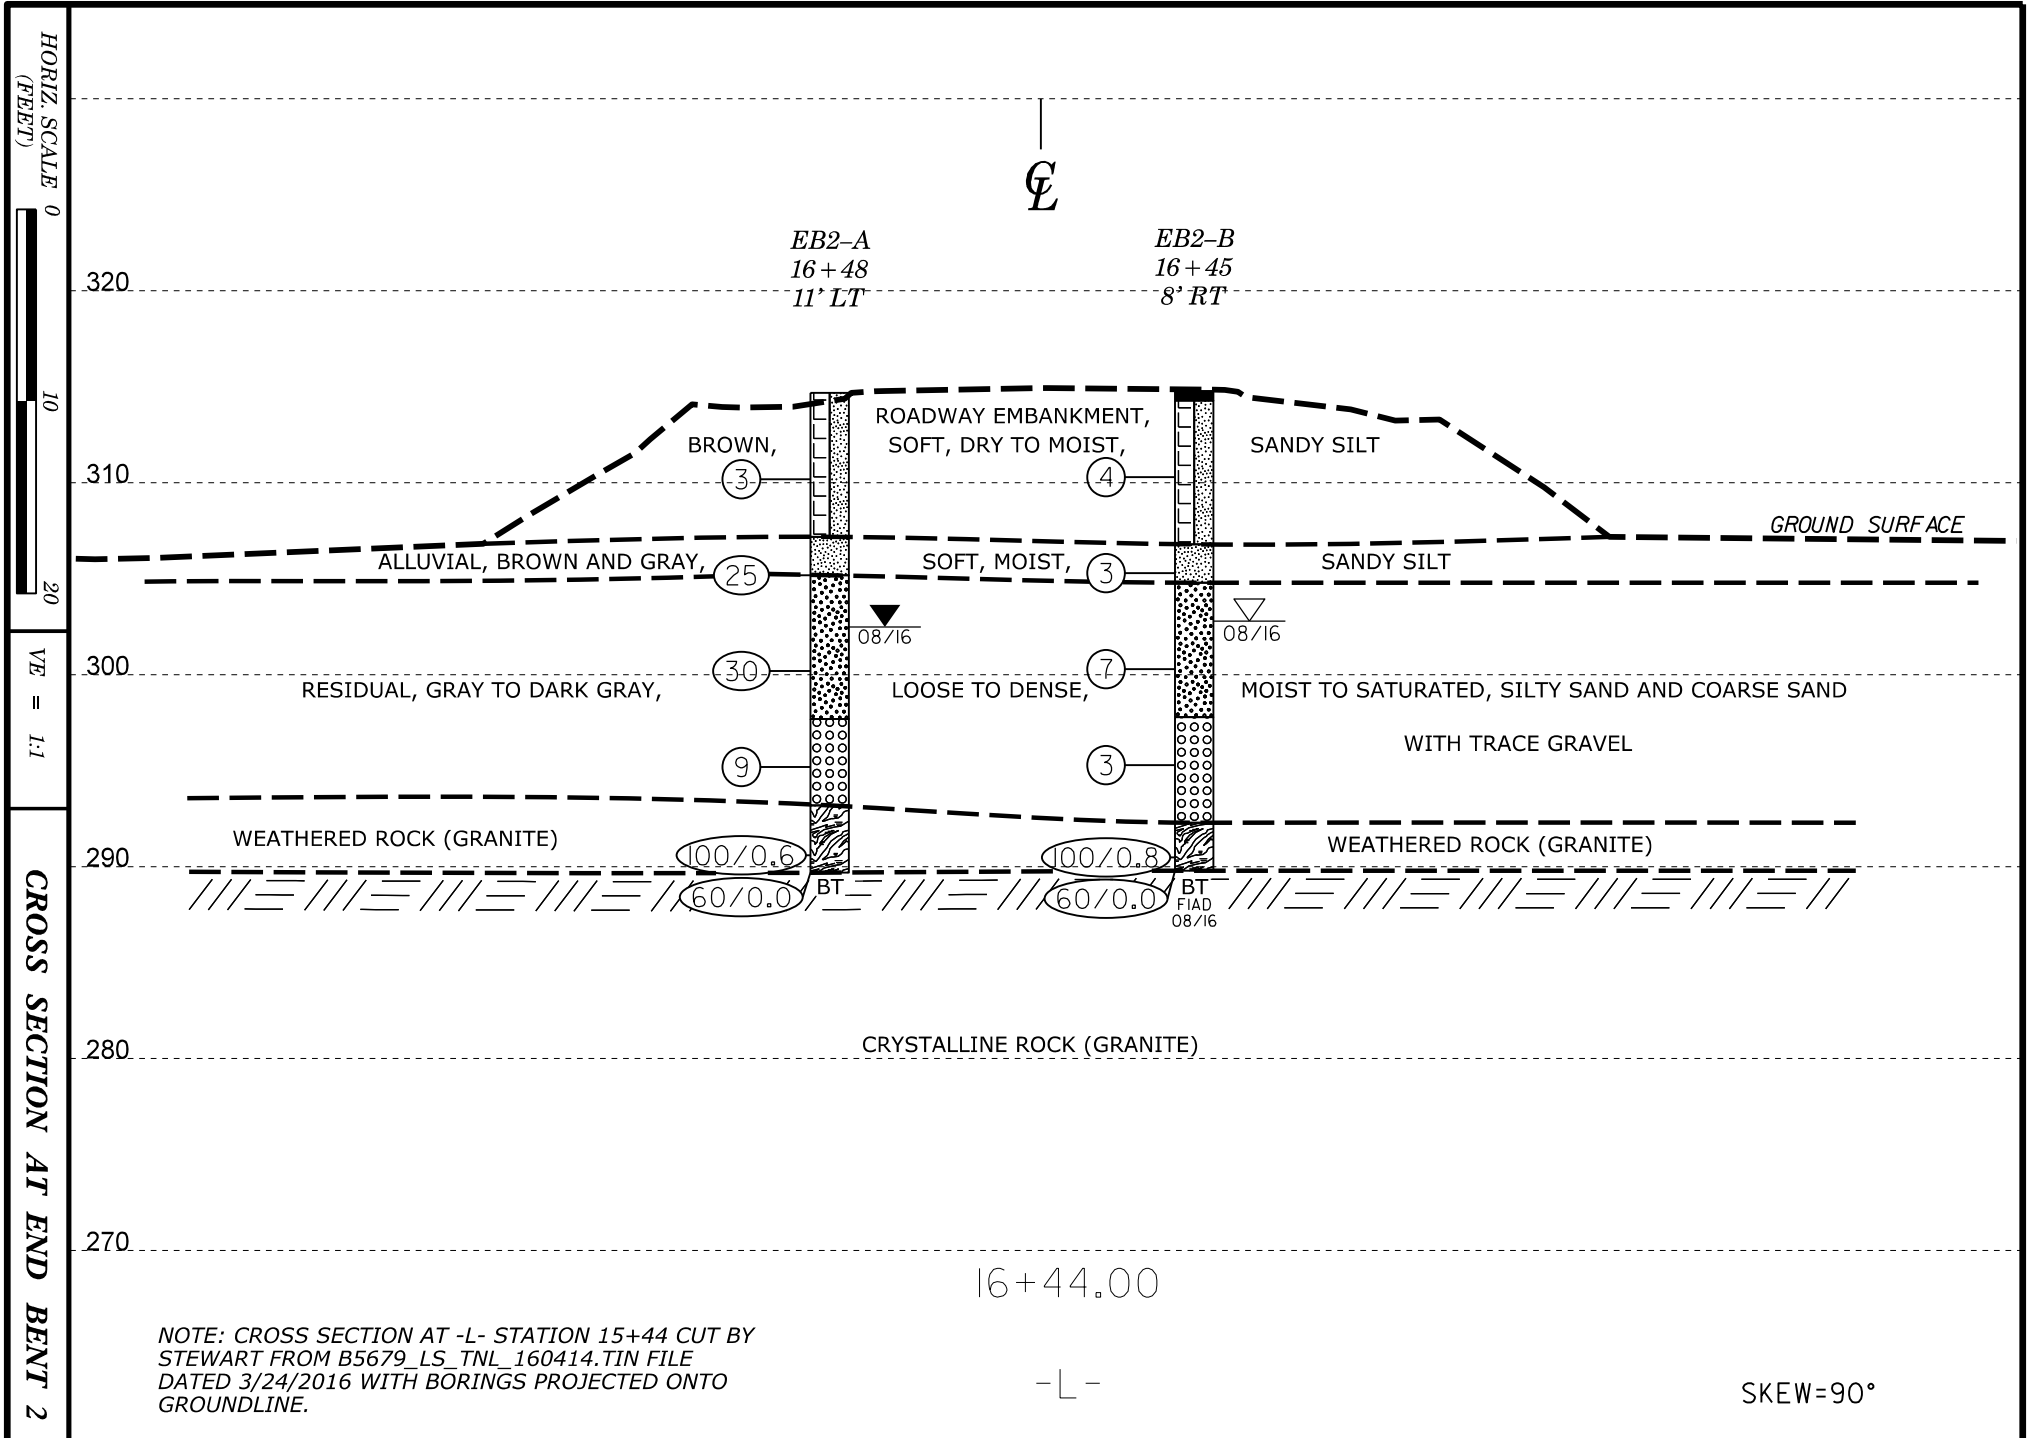 HORIZ. SCALE
(FEET)
0
10
20
VE = 1:1
CROSS SECTION AT END BENT 2
℄
EB2-A
16+48
11' LT
EB2-B
16+45
8' RT
320
310
300
290
280
270
ROADWAY EMBANKMENT,
BROWN, SOFT, DRY TO MOIST, SANDY SILT
3
4
GROUND SURFACE
ALLUVIAL, BROWN AND GRAY, SOFT, MOIST, SANDY SILT
25
3
08/16
08/16
30
7
RESIDUAL, GRAY TO DARK GRAY, LOOSE TO DENSE, MOIST TO SATURATED, SILTY SAND AND COARSE SAND
WITH TRACE GRAVEL
9
3
WEATHERED ROCK (GRANITE)
WEATHERED ROCK (GRANITE)
100/0.6
100/0.8
60/0.0
60/0.0
BT
BT
FIAD
08/16
CRYSTALLINE ROCK (GRANITE)
16+44.00
NOTE: CROSS SECTION AT -L- STATION 15+44 CUT BY
STEWART FROM B5679_LS_TNL_160414.TIN FILE
DATED 3/24/2016 WITH BORINGS PROJECTED ONTO
GROUNDLINE.
-L-
SKEW=90°